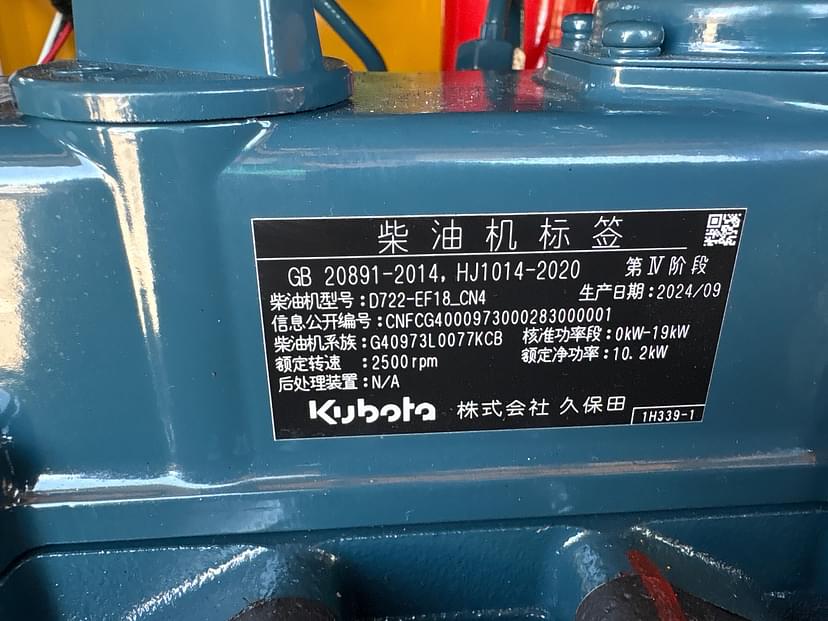 柴油机标签
GB 20891-2014, HJ1014-2020 第Ⅳ阶段
柴油机型号:D722-EF18_CN4 生产日期:2024/09
信息公开编号:CNFCG4000973000283000001
柴油机系族:G40973L0077KCB 核准功率段:0kW-19kW
额定转速 :2500rpm 额定净功率:10.2kW
后处理装置:N/A
Kubota 株式会社 久保田
1H339-1